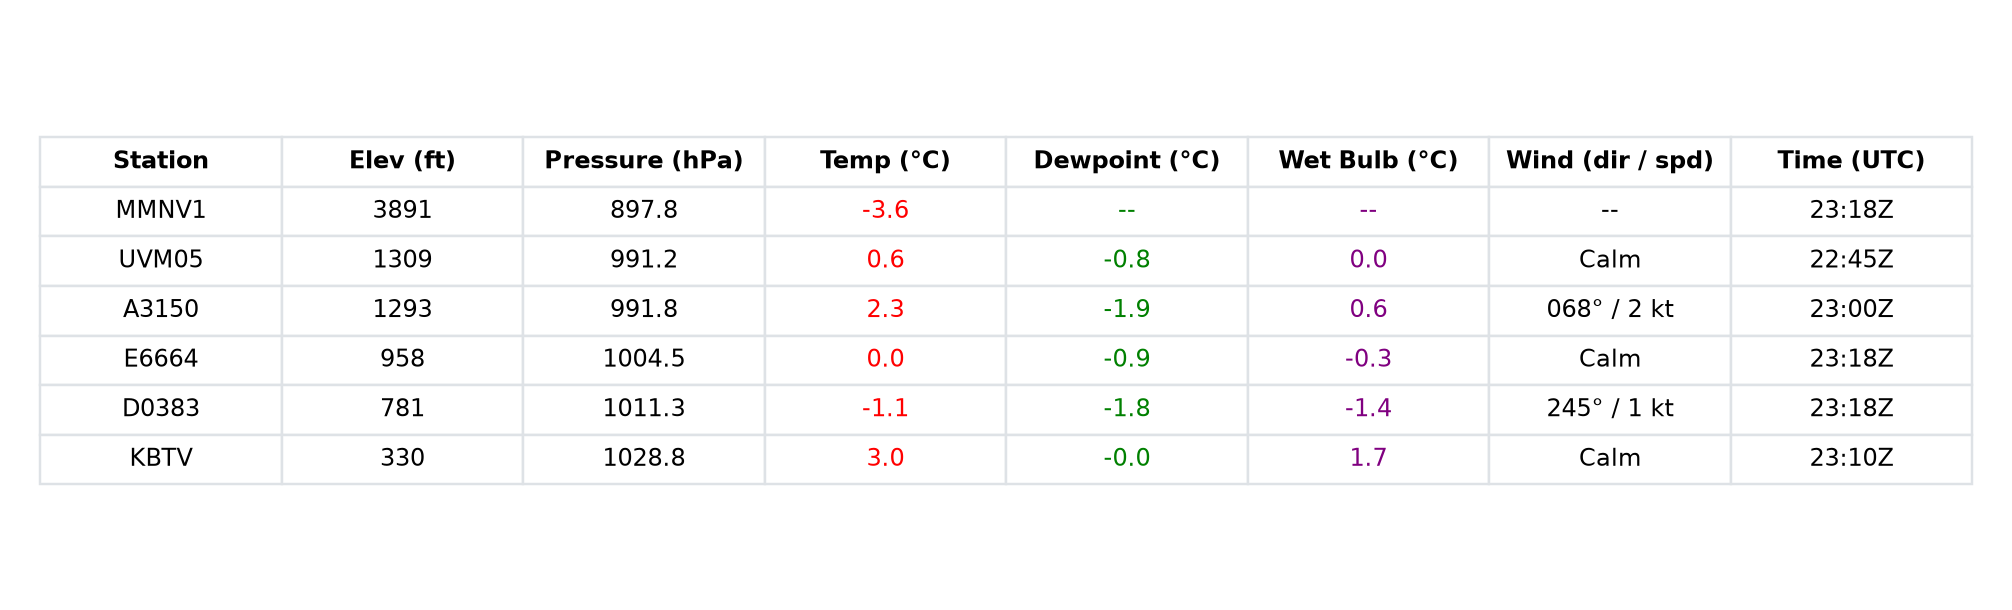 Station Elev (ft) Pressure (hPa) Temp (°C) Dewpoint (°C) Wet Bulb (°C) Wind (dir / spd) Time (UTC)
MMNV1 3891 897.8 -3.6 -- -- -- 23:18Z
UVM05 1309 991.2 0.6 -0.8 0.0 Calm 22:45Z
A3150 1293 991.8 2.3 -1.9 0.6 068° / 2 kt 23:00Z
E6664 958 1004.5 0.0 -0.9 -0.3 Calm 23:18Z
D0383 781 1011.3 -1.1 -1.8 -1.4 245° / 1 kt 23:18Z
KBTV 330 1028.8 3.0 -0.0 1.7 Calm 23:10Z